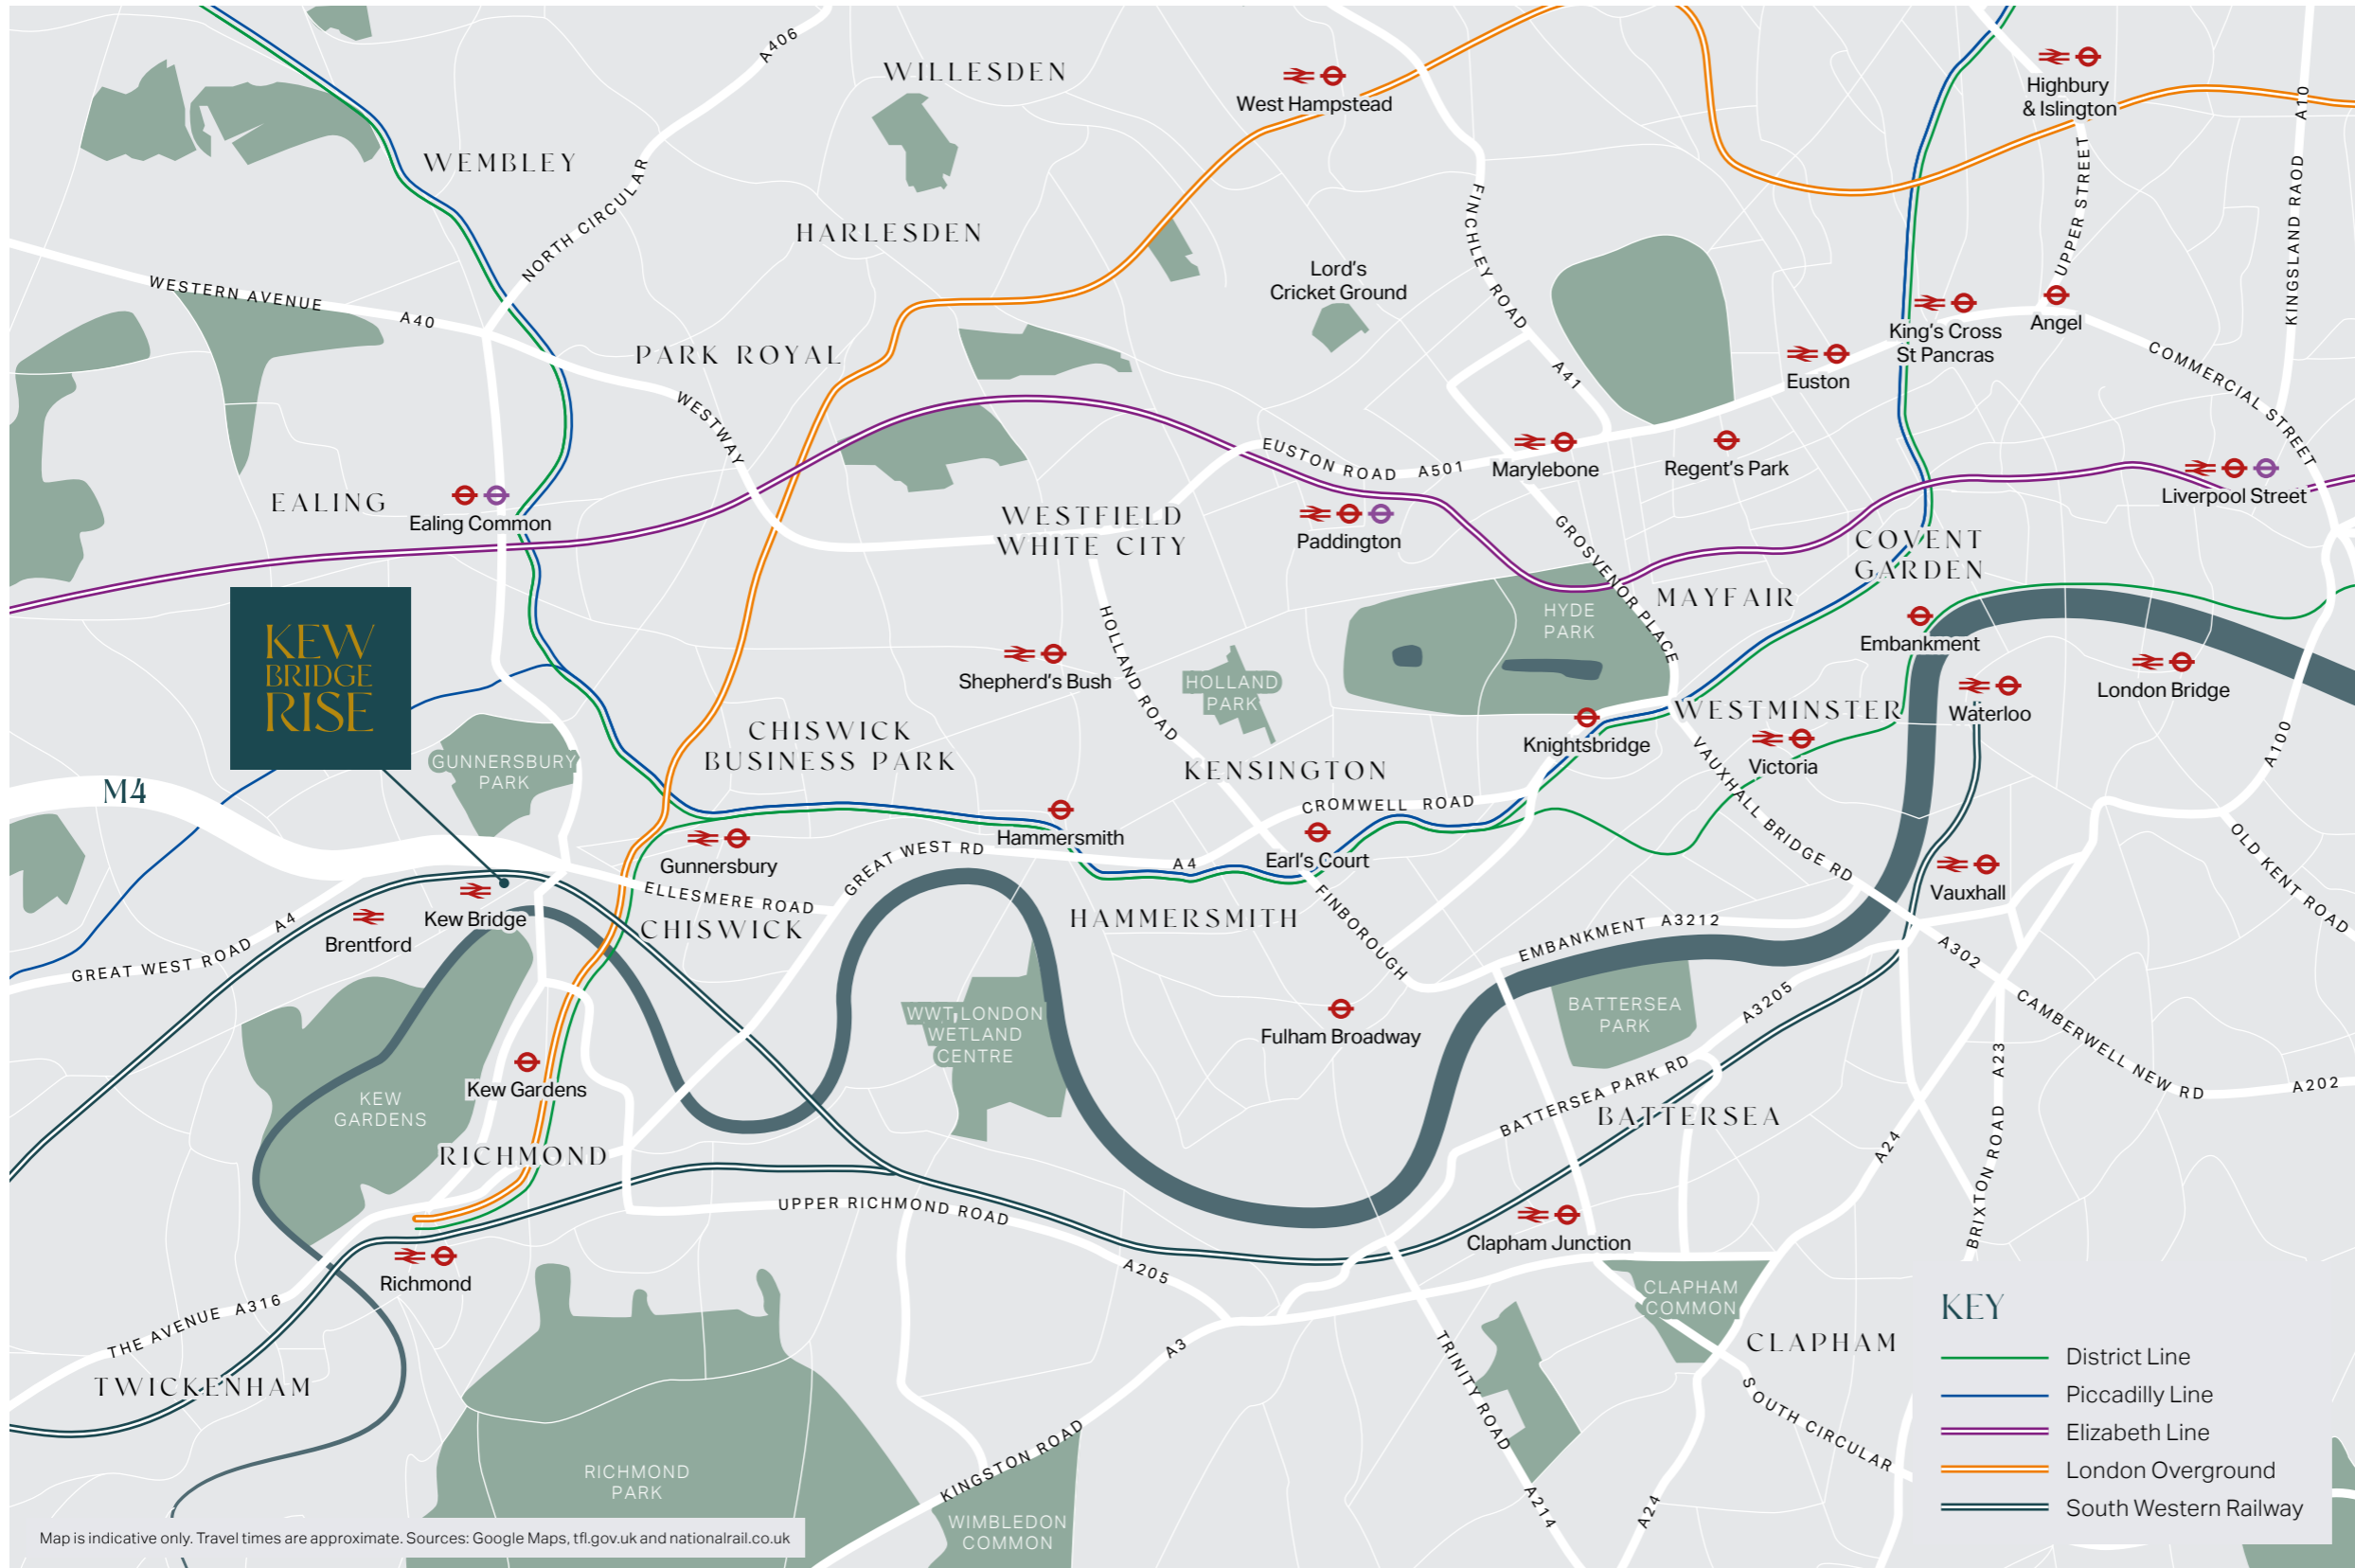 A406
WILLESDEN
West Hampstead
Highbury
& Islington
A10
WEMBLEY
NORTH CIRCULAR
HARLESDEN
FINCHLEY ROAD
UPPER STREET
KINGSLAND RAOD
Lord's
Cricket Ground
WESTERN AVENUE
A40
PARK ROYAL
King's Cross
St Pancras
Angel
Euston
A41
COMMERCIAL STREET
WESTWAY
EUSTON ROAD A501
Marylebone
Regent's Park
Liverpool Street
EALING
Ealing Common
WESTFIELD
WHITE CITY
Paddington
GROSVENOR PLACE
COVENT
GARDEN
MAYFAIR
HYDE
PARK
KEW
BRIDGE
RISE
HOLLAND ROAD
Shepherd's Bush
HOLLAND
PARK
Embankment
London Bridge
Waterloo
WESTMINSTER
Knightsbridge
Victoria
CHISWICK
BUSINESS PARK
GUNNERSBURY
PARK
KENSINGTON
A100
M4
CROMWELL ROAD
VAUXHALL BRIDGE RD
Hammersmith
Gunnersbury
GREAT WEST RD
A4
Earl's Court
OLD KENT ROAD
Vauxhall
ELLESMERE ROAD
Kew Bridge
Brentford
CHISWICK
HAMMERSMITH
FINBOROUGH
EMBANKMENT A3212
GREAT WEST ROAD
A4
A302
WWT LONDON
WETLAND
CENTRE
Fulham Broadway
BATTERSEA
PARK
A3205
CAMBERWELL NEW RD
A202
Kew Gardens
KEW
GARDENS
BATTERSEA PARK RD
BATTERSEA
A23
BRIXTON ROAD
A24
RICHMOND
UPPER RICHMOND ROAD
A205
Clapham Junction
Richmond
THE AVENUE A316
CLAPHAM
COMMON
CLAPHAM
A3
TRINITY ROAD
SOUTH CIRCULAR
TWICKENHAM
KINGSTON ROAD
RICHMOND
PARK
WIMBLEDON
COMMON
A214
A24
KEY
District Line
Piccadilly Line
Elizabeth Line
London Overground
South Western Railway
Map is indicative only. Travel times are approximate. Sources: Google Maps, tfl.gov.uk and nationalrail.co.uk